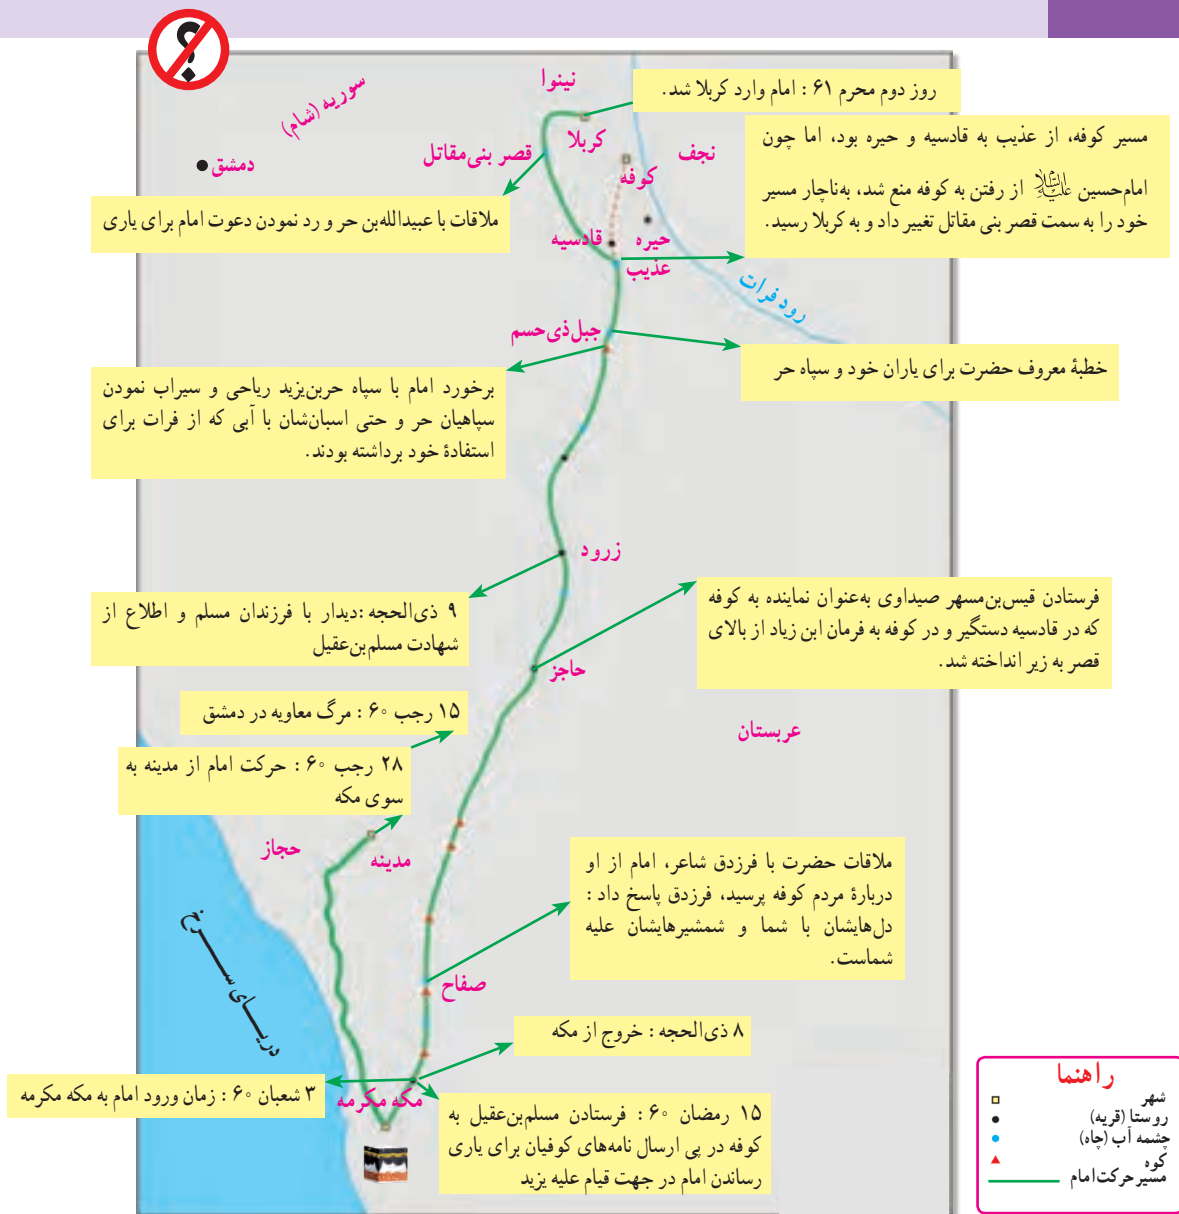 ؟
نینوا
سوریه (شام)
دمشق
روز دوم محرم ۶۱ : امام وارد کربلا شد.
کربلا
قصر بنی‌مقاتل
نجف
کوفه
مسیر کوفه، از عذیب به قادسیه و حیره بود، اما چون
امام‌حسین علیه‌السلام از رفتن به کوفه منع شد، به‌ناچار مسیر
خود را به سمت قصر بنی مقاتل تغییر داد و به کربلا رسید.
ملاقات با عبیدالله‌بن حر و رد نمودن دعوت امام برای یاری
قادسیه
حیره
عذیب
رود فرات
جبل‌ذی‌حسم
خطبهٔ معروف حضرت برای یاران خود و سپاه حر
برخورد امام با سپاه حربن‌یزید ریاحی و سیراب نمودن
سپاهیان حر و حتی اسبان‌شان با آبی که از فرات برای
استفادهٔ خود برداشته بودند.
زرود
۹ ذی‌الحجه :دیدار با فرزندان مسلم و اطلاع از
شهادت مسلم‌بن‌عقیل
فرستادن قیس‌بن‌مسهر صیداوی به‌عنوان نماینده به کوفه
که در قادسیه دستگیر و در کوفه به فرمان ابن زیاد از بالای
قصر به زیر انداخته شد.
حاجز
۱۵ رجب ۶۰ : مرگ معاویه در دمشق
عربستان
۲۸ رجب ۶۰ : حرکت امام از مدینه به
سوی مکه
حجاز
مدینه
ملاقات حضرت با فرزدق شاعر، امام از او
دربارهٔ مردم کوفه پرسید، فرزدق پاسخ داد :
دل‌هایشان با شما و شمشیرهایشان علیه
شماست.
دریـــای ســـرخ
صفاح
۸ ذی‌الحجه : خروج از مکه
۳ شعبان ۶۰ : زمان ورود امام به مکه مکرمه
مکه مکرمه
۱۵ رمضان ۶۰ : فرستادن مسلم‌بن‌عقیل به
کوفه در پی ارسال نامه‌های کوفیان برای یاری
رساندن امام در جهت قیام علیه یزید
راهنما
شهر
روستا (قریه)
چشمه آب (چاه)
کوه
مسیر حرکت امام